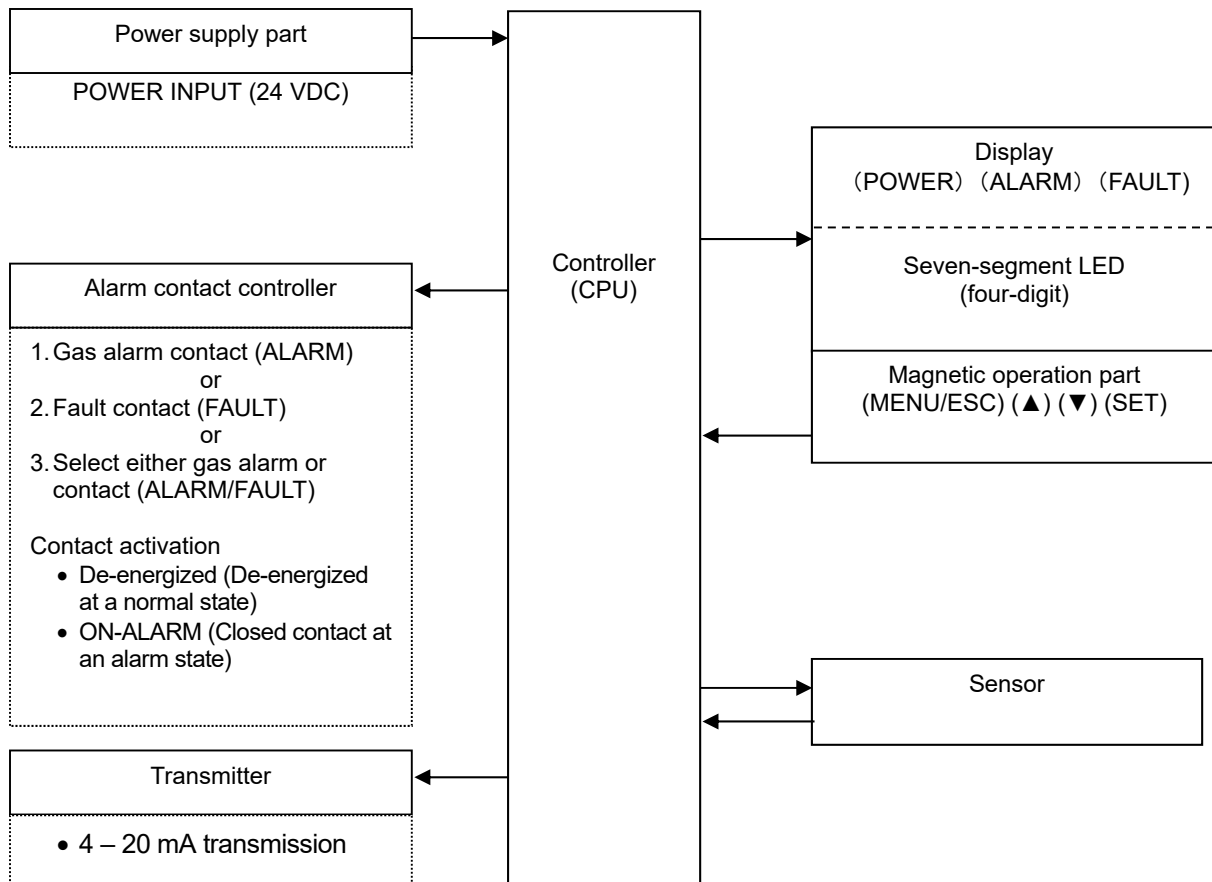 Power supply part
POWER INPUT (24 VDC)
Alarm contact controller
1. Gas alarm contact (ALARM)
or
2. Fault contact (FAULT)
or
3. Select either gas alarm or
contact (ALARM/FAULT)
Contact activation
• De-energized (De-energized
at a normal state)
• ON-ALARM (Closed contact at
an alarm state)
Transmitter
• 4 – 20 mA transmission
Controller
(CPU)
Display
（POWER）（ALARM）（FAULT)
Seven-segment LED
(four-digit)
Magnetic operation part
(MENU/ESC) (▲) (▼) (SET)
Sensor